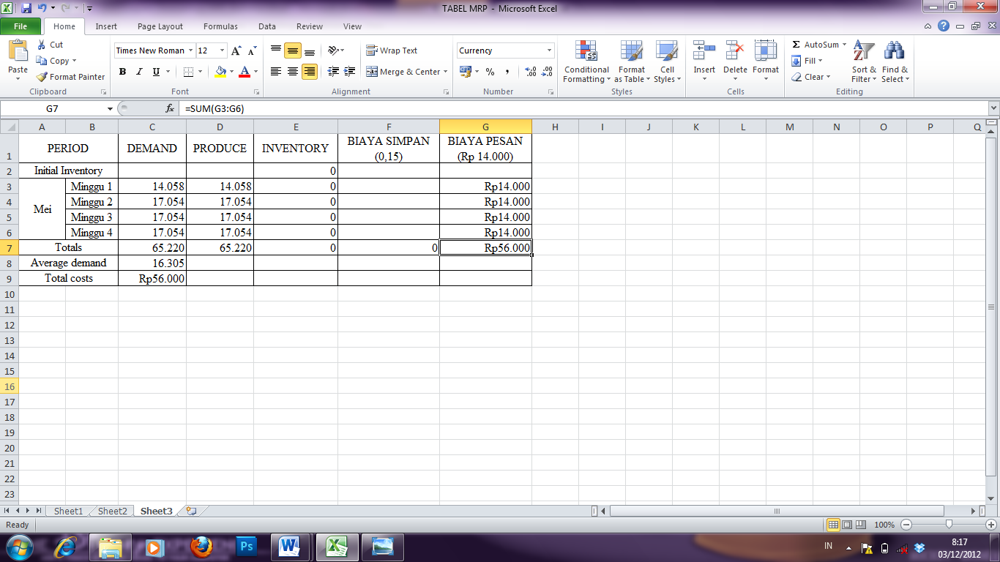 TABEL MRP - Microsoft Excel
File Home Insert Page Layout Formulas Data Review View
Paste
Cut
Copy
Format Painter
Clipboard
Times New Roman 12
B I U
Font
Wrap Text
Merge & Center
Alignment
Currency
% ,
Number
Conditional Formatting
Format as Table
Cell Styles
Styles
Insert Delete Format
Cells
AutoSum
Fill
Clear
Sort & Filter
Find & Select
Editing
G7 fx =SUM(G3:G6)
A B C D E F G H I J K L M N O P Q
1 PERIOD DEMAND PRODUCE INVENTORY BIAYA SIMPAN (0,15) BIAYA PESAN (Rp 14.000)
2 Initial Inventory 0
3 Mei Minggu 1 14.058 14.058 0 Rp14.000
4 Minggu 2 17.054 17.054 0 Rp14.000
5 Minggu 3 17.054 17.054 0 Rp14.000
6 Minggu 4 17.054 17.054 0 Rp14.000
7 Totals 65.220 65.220 0 0 Rp56.000
8 Average demand 16.305
9 Total costs Rp56.000
10
11
12
13
14
15
16
17
18
19
20
21
22
23
Sheet1 Sheet2 Sheet3
Ready 100%
Ps W IN 8:17
03/12/2012